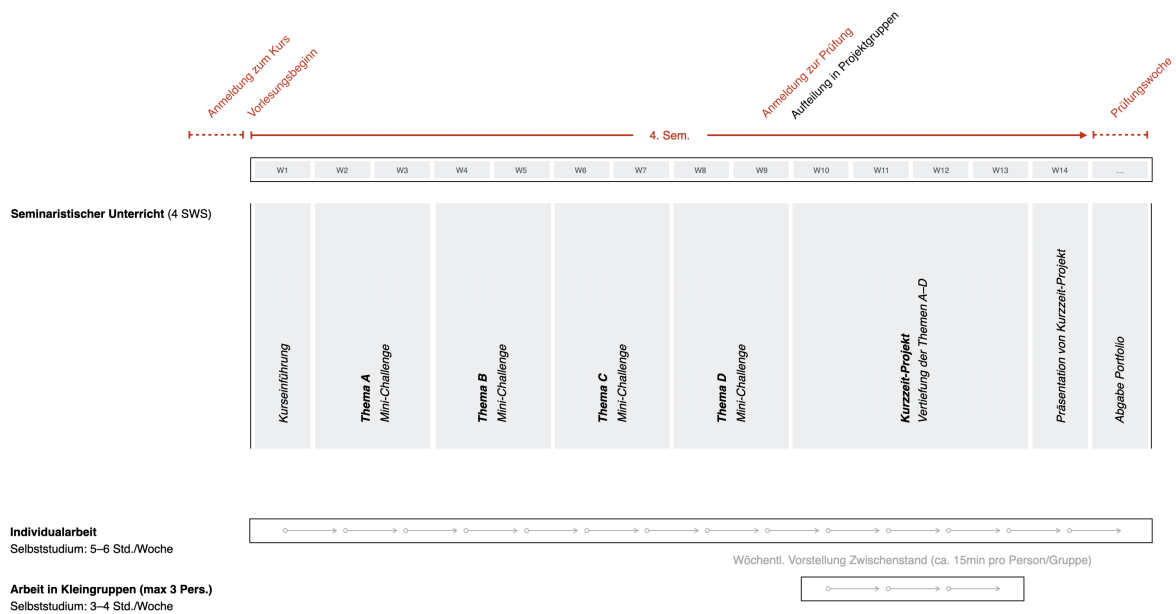 Anmeldung zum Kurs
Vorlesungsbeginn
Anmeldung zur Prüfung
Aufteilung in Projektgruppen
Prüfungswoche
4. Sem.
W1 W2 W3 W4 W5 W6 W7 W8 W9 W10 W11 W12 W13 W14 ...
Seminaristischer Unterricht (4 SWS)
Kurseinführung
Thema A
Mini-Challenge
Thema B
Mini-Challenge
Thema C
Mini-Challenge
Thema D
Mini-Challenge
Kurzzeit-Projekt
Vertiefung der Themen A–D
Präsentation von Kurzzeit-Projekt
Abgabe Portfolio
Individualarbeit
Selbststudium: 5–6 Std./Woche
Wöchentl. Vorstellung Zwischenstand (ca. 15min pro Person/Gruppe)
Arbeit in Kleingruppen (max 3 Pers.)
Selbststudium: 3–4 Std./Woche